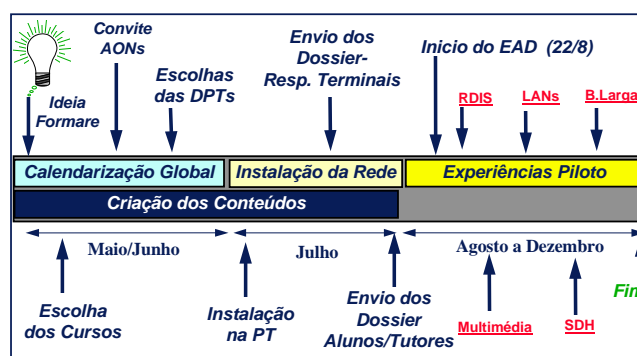 Convite
AONs
Envio dos
Dossier-
Resp. Terminais
Inicio do EAD (22/8)
Ideia
Formare
Escolhas
das DPTs
RDIS
LANs
B.Larga
Calendarização Global
Instalação da Rede
Experiências Piloto
Criação dos Conteúdos
Maio/Junho
Julho
Agosto a Dezembro
Escolha
dos Cursos
Instalação
na PT
Envio dos
Dossier
Alunos/Tutores
Multimédia
SDH
Fim